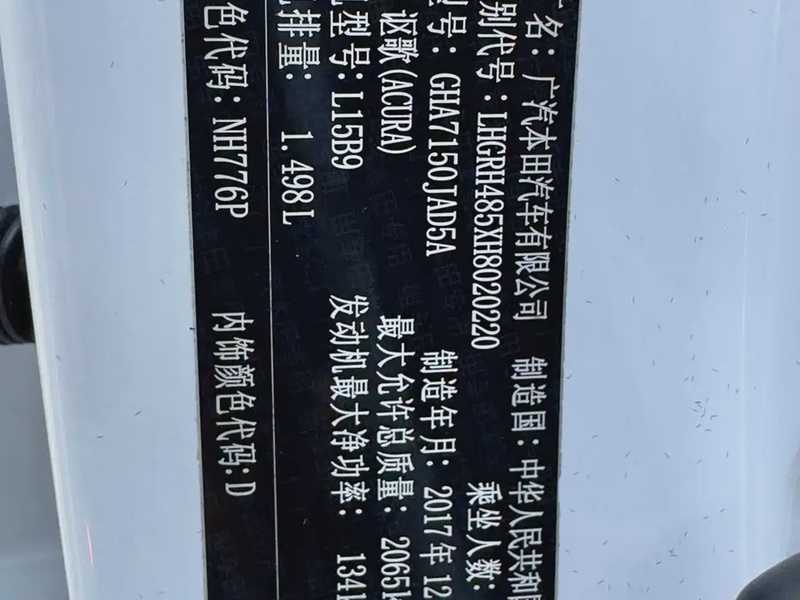 名：广汽本田汽车有限公司 制造国：中华人民共和国
别代号：LHGRH485XH8020220 乘坐人数：
型号：GHA7150JAD5A 制造年月：2017年12
讴歌(ACURA) 最大允许总质量：2065k
型号：L15B9 发动机最大净功率：134k
排量：1.498L
色代码：NH776P 内饰颜色代码：D